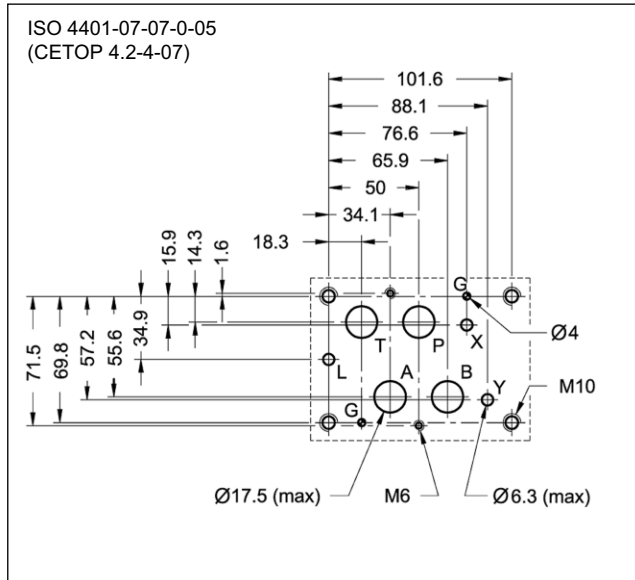 ISO 4401-07-07-0-05
(CETOP 4.2-4-07)
101.6
88.1
76.6
65.9
50
34.1
18.3
15.9
14.3
1.6
G
Ø4
T
P
X
71.5
69.8
57.2
55.6
34.9
L
A
B
Y
M10
G
Ø17.5 (max)
M6
Ø6.3 (max)